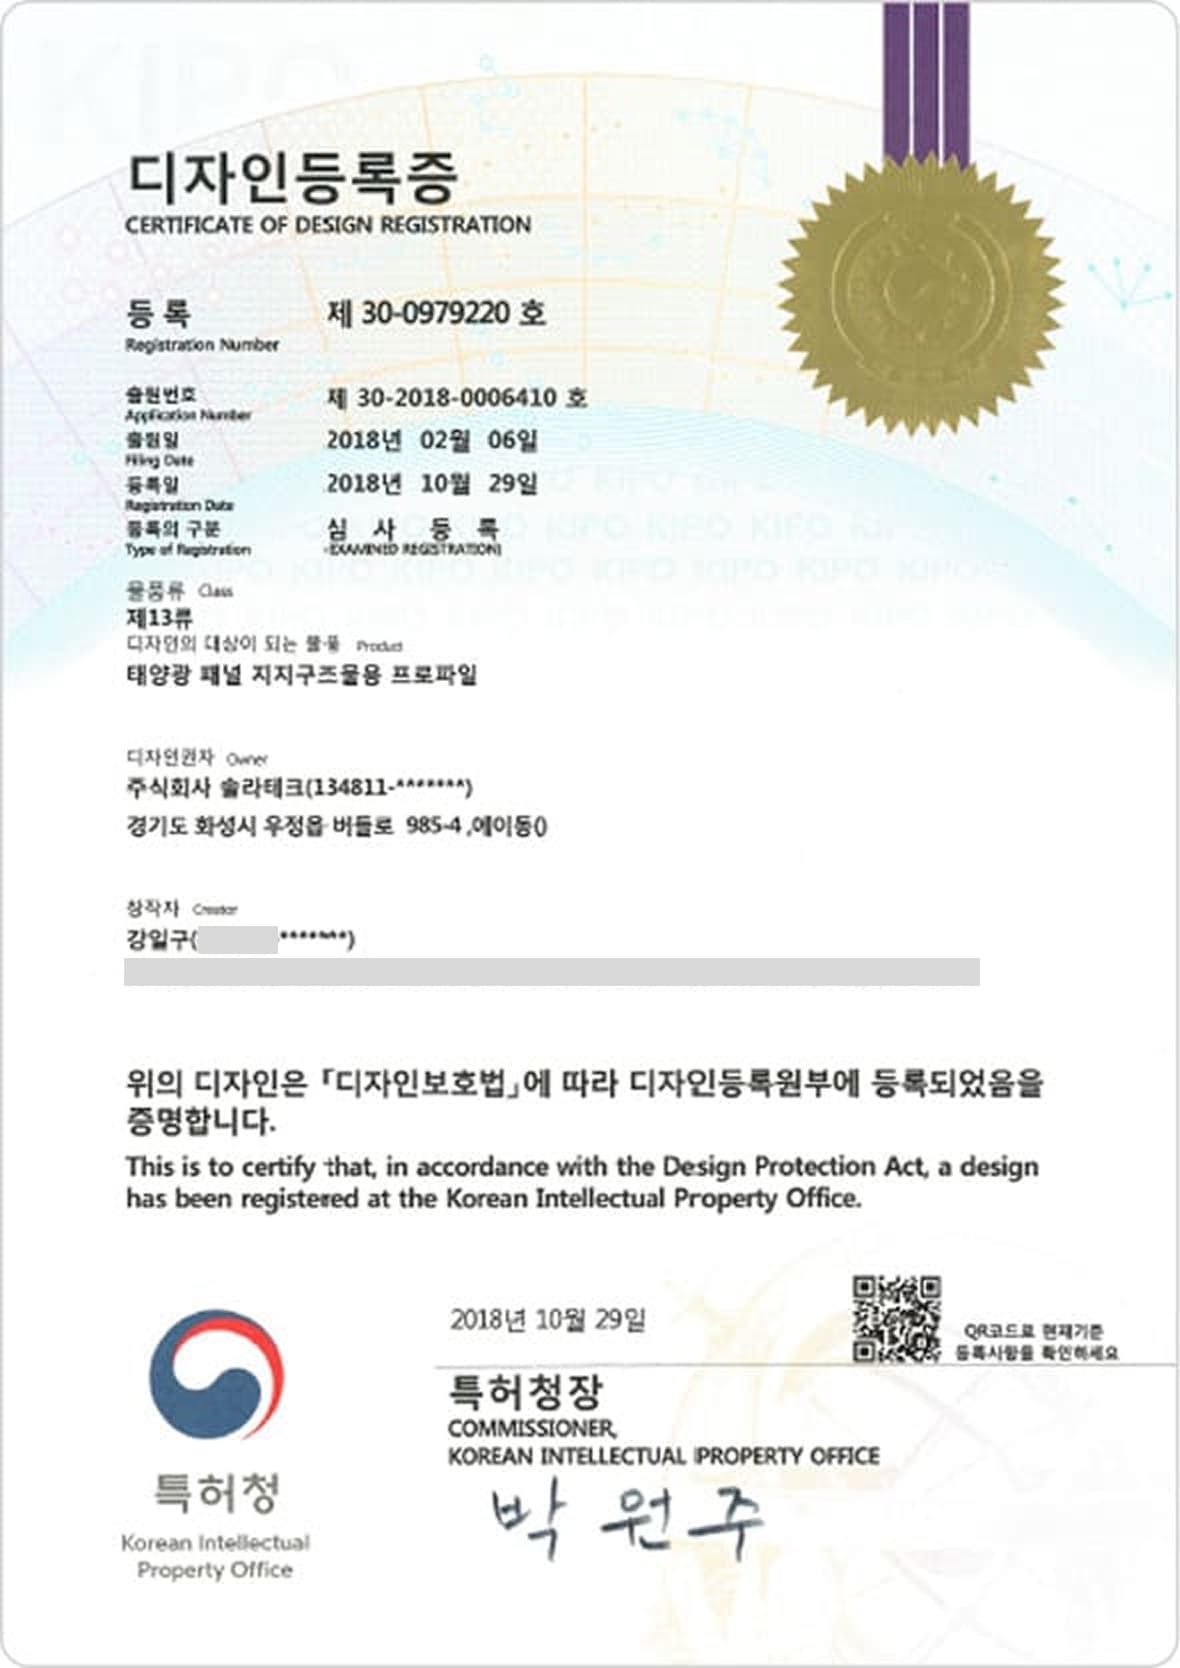 디자인등록증
CERTIFICATE OF DESIGN REGISTRATION
등 록 제 30-0979220 호
Registration Number
출원번호 제 30-2018-0006410 호
Application Number
출원일 2018년 02월 06일
Filing Date
등록일 2018년 10월 29일
Registration Date
등록의 구분 심 사 등 록
Type of Registration (EXAMINED REGISTRATION)
물품류 Class
제13류
디자인의 대상이 되는 물품 Product
태양광 패널 지지구조물용 프로파일
디자인권자 Owner
주식회사 솔라테크(134811-*******)
경기도 화성시 우정읍 버들로 985-4 ,에이동()
창작자 Creator
강일구( *******)
위의 디자인은 「디자인보호법」에 따라 디자인등록원부에 등록되었음을
증명합니다.
This is to certify that, in accordance with the Design Protection Act, a design
has been registered at the Korean Intellectual Property Office.
2018년 10월 29일
QR코드로 현재기준
등록사항을 확인하세요
특허청장
COMMISSIONER,
KOREAN INTELLECTUAL PROPERTY OFFICE
박 원 주
특허청
Korean Intellectual
Property Office